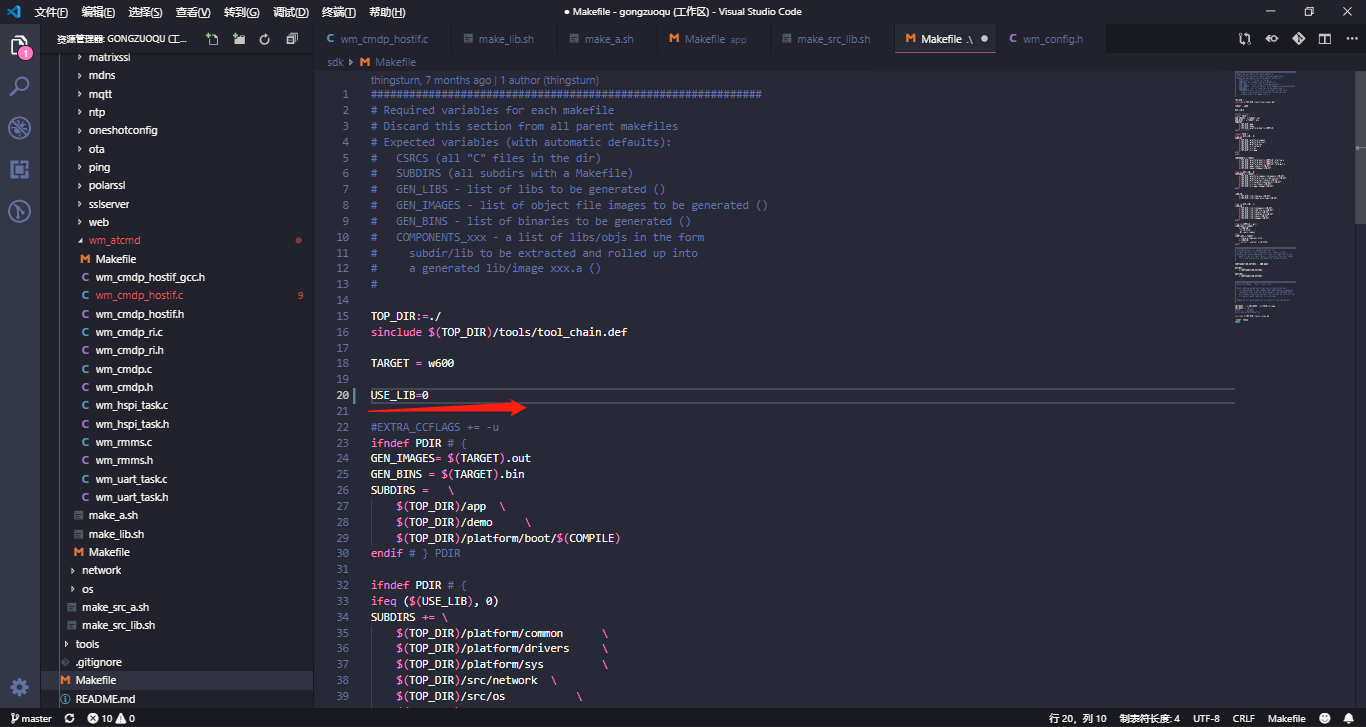 文件(F) 编辑(E) 选择(S) 查看(V) 转到(G) 调试(D) 终端(T) 帮助(H)
● Makefile - gongzuoqu (工作区) - Visual Studio Code
1
资源管理器: GONGZUOQU (工...
matrixssl
mdns
mqtt
ntp
oneshotconfig
ota
ping
polarssl
sslserver
web
wm_atcmd
M Makefile
C wm_cmdp_hostif_gcc.h
C wm_cmdp_hostif.c 9
C wm_cmdp_hostif.h
C wm_cmdp_ri.c
C wm_cmdp_ri.h
C wm_cmdp.c
C wm_cmdp.h
C wm_hspi_task.c
C wm_hspi_task.h
C wm_rmms.c
C wm_rmms.h
C wm_uart_task.c
C wm_uart_task.h
make_a.sh
make_lib.sh
M Makefile
network
os
make_src_a.sh
make_src_lib.sh
tools
.gitignore
M Makefile
README.md
C wm_cmdp_hostif.c
make_lib.sh
make_a.sh
M Makefile app
make_src_lib.sh
M Makefile .\ ●
C wm_config.h
sdk M Makefile
thingsturn, 7 months ago | 1 author (thingsturn)
1 #############################################################
2 # Required variables for each makefile
3 # Discard this section from all parent makefiles
4 # Expected variables (with automatic defaults):
5 #   CSRCS (all "C" files in the dir)
6 #   SUBDIRS (all subdirs with a Makefile)
7 #   GEN_LIBS - list of libs to be generated ()
8 #   GEN_IMAGES - list of object file images to be generated ()
9 #   GEN_BINS - list of binaries to be generated ()
10 #   COMPONENTS_xxx - a list of libs/objs in the form
11 #     subdir/lib to be extracted and rolled up into
12 #     a generated lib/image xxx.a ()
13 #
14
15 TOP_DIR:=./
16 sinclude $(TOP_DIR)/tools/tool_chain.def
17
18 TARGET = w600
19
20 USE_LIB=0
21
22 #EXTRA_CCFLAGS += -u
23 ifndef PDIR # {
24 GEN_IMAGES= $(TARGET).out
25 GEN_BINS = $(TARGET).bin
26 SUBDIRS =   \
27     $(TOP_DIR)/app  \
28     $(TOP_DIR)/demo     \
29     $(TOP_DIR)/platform/boot/$(COMPILE)
30 endif # } PDIR
31
32 ifndef PDIR # {
33 ifeq ($(USE_LIB), 0)
34 SUBDIRS += \
35     $(TOP_DIR)/platform/common      \
36     $(TOP_DIR)/platform/drivers     \
37     $(TOP_DIR)/platform/sys         \
38     $(TOP_DIR)/src/network  \
39     $(TOP_DIR)/src/os           \
master 10 0
行 20，列 10 制表符长度: 4 UTF-8 CRLF Makefile